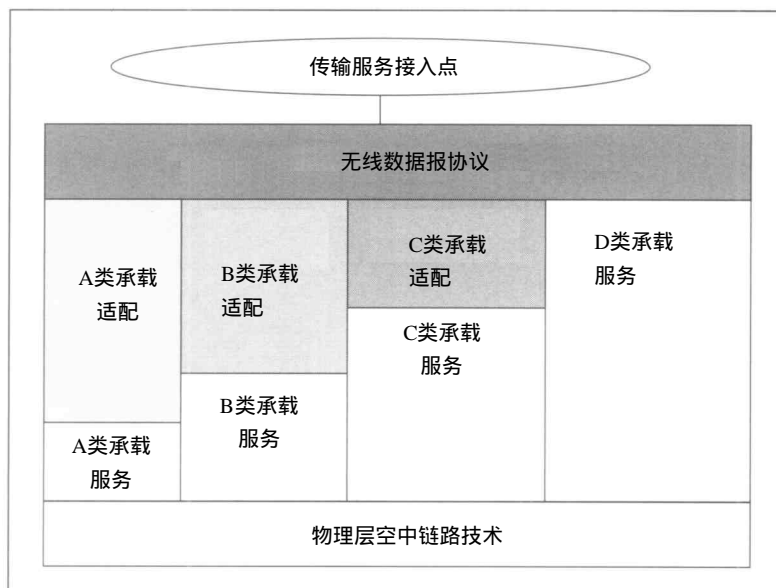 传输服务接入点
无线数据报协议
A类承载
适配
B类承载
适配
C类承载
适配
D类承载
服务
C类承载
服务
B类承载
服务
A类承载
服务
物理层空中链路技术